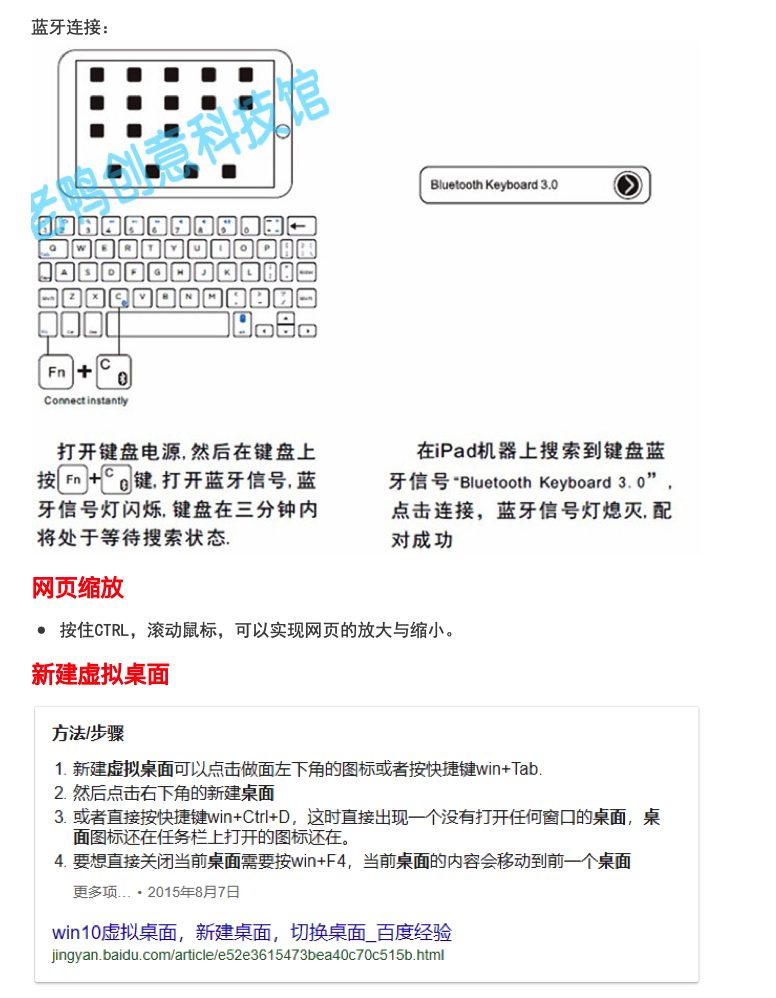 蓝牙连接:
老鸭创意科技馆
Bluetooth Keyboard 3.0
Q W E R T Y U I O P
A S D F G H J K L
Z X C V B N M
Fn + C
Connect instantly
打开键盘电源,然后在键盘上
按 Fn + C 键,打开蓝牙信号,蓝
牙信号灯闪烁,键盘在三分钟内
将处于等待搜索状态.
在iPad机器上搜索到键盘蓝
牙信号“Bluetooth Keyboard 3.0”,
点击连接，蓝牙信号灯熄灭,配
对成功
网页缩放
• 按住CTRL，滚动鼠标，可以实现网页的放大与缩小。
新建虚拟桌面
方法/步骤
1. 新建虚拟桌面可以点击做面左下角的图标或者按快捷键win+Tab.
2. 然后点击右下角的新建桌面
3. 或者直接按快捷键win+Ctrl+D，这时直接出现一个没有打开任何窗口的桌面，桌
面图标还在任务栏上打开的图标还在。
4. 要想直接关闭当前桌面需要按win+F4，当前桌面的内容会移动到前一个桌面
更多项... • 2015年8月7日
win10虚拟桌面，新建桌面，切换桌面_百度经验
jingyan.baidu.com/article/e52e3615473bea40c70c515b.html